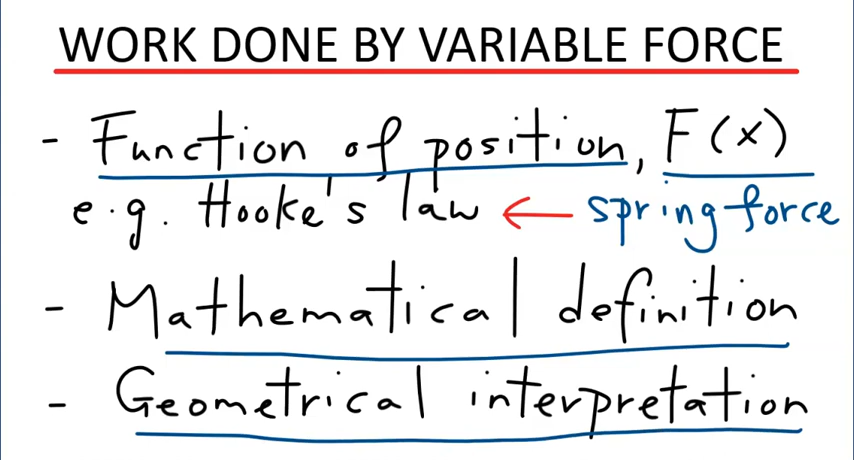 WORK DONE BY VARIABLE FORCE
- Function of position, F(x)
e.g. Hooke's law ← spring force
- Mathematical definition
- Geometrical interpretation